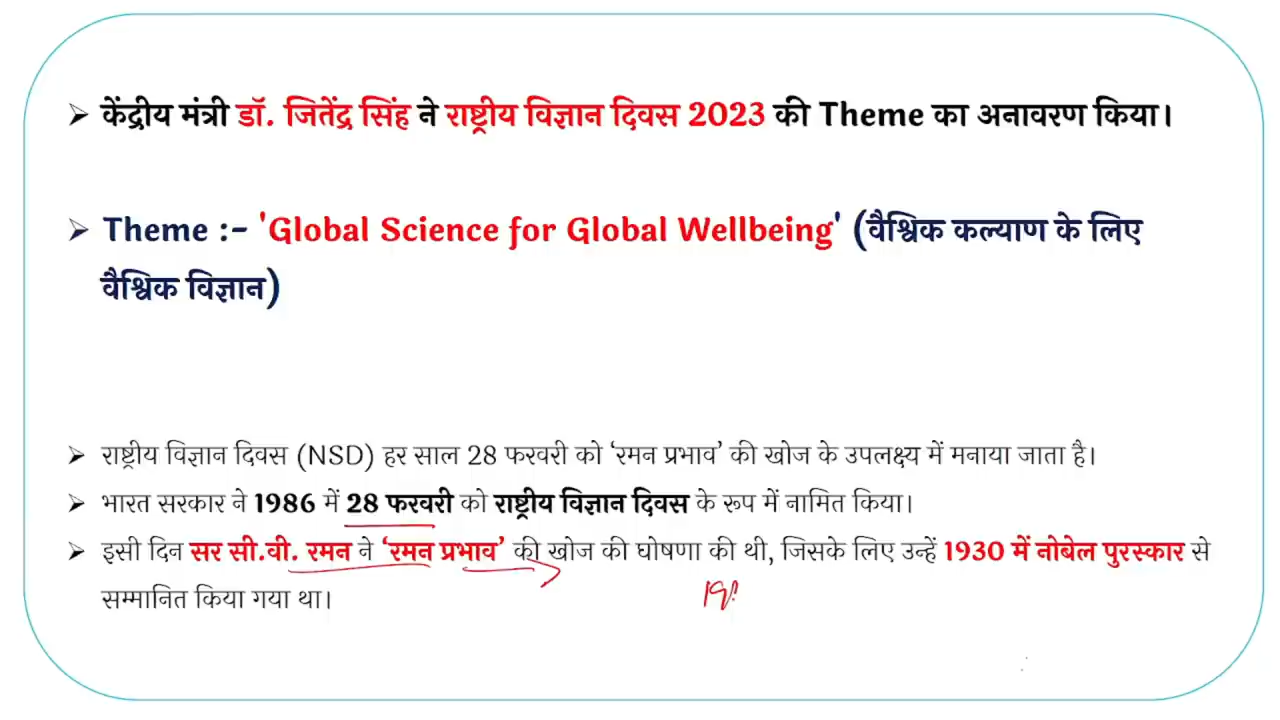 ➢ केंद्रीय मंत्री डॉ. जितेंद्र सिंह ने राष्ट्रीय विज्ञान दिवस 2023 की Theme का अनावरण किया।
➢ Theme :- 'Global Science for Global Wellbeing' (वैश्विक कल्याण के लिए
वैश्विक विज्ञान)
➢ राष्ट्रीय विज्ञान दिवस (NSD) हर साल 28 फरवरी को ‘रमन प्रभाव’ की खोज के उपलक्ष्य में मनाया जाता है।
➢ भारत सरकार ने 1986 में 28 फरवरी को राष्ट्रीय विज्ञान दिवस के रूप में नामित किया।
➢ इसी दिन सर सी.वी. रमन ने ‘रमन प्रभाव’ की खोज की घोषणा की थी, जिसके लिए उन्हें 1930 में नोबेल पुरस्कार से
सम्मानित किया गया था।